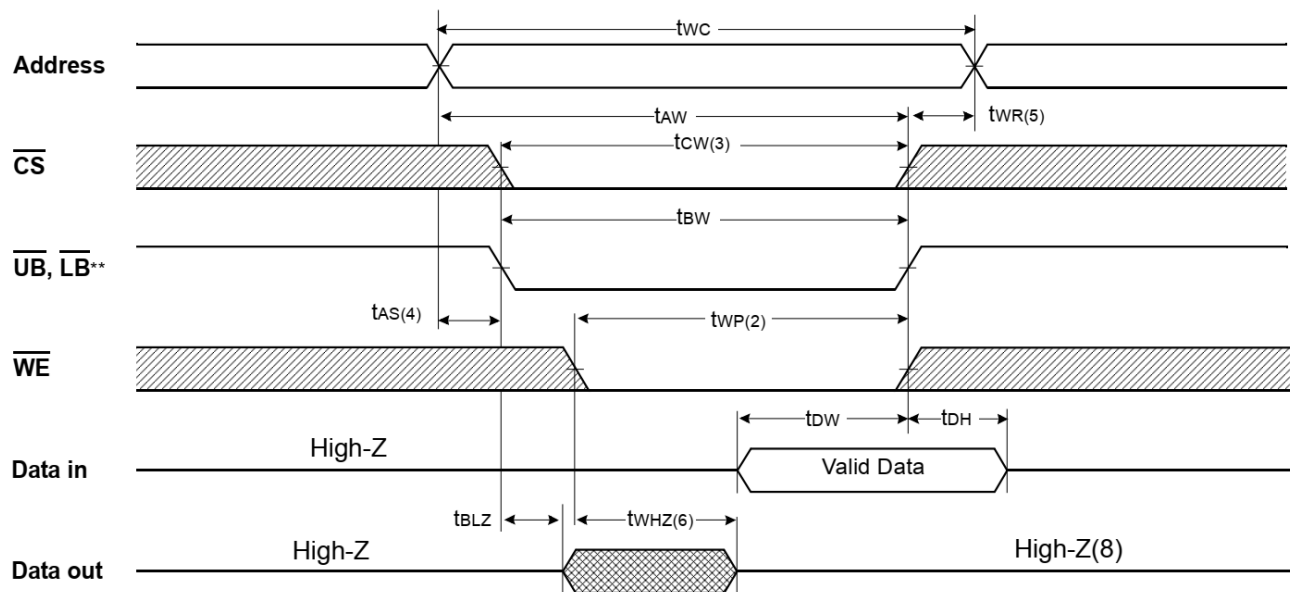 tWC
Address
tAW
tWR(5)
CS
tCW(3)
tBW
UB, LB**
tAS(4)
tWP(2)
WE
tDW
tDH
High-Z
Data in
Valid Data
tBLZ
tWHZ(6)
High-Z
High-Z(8)
Data out